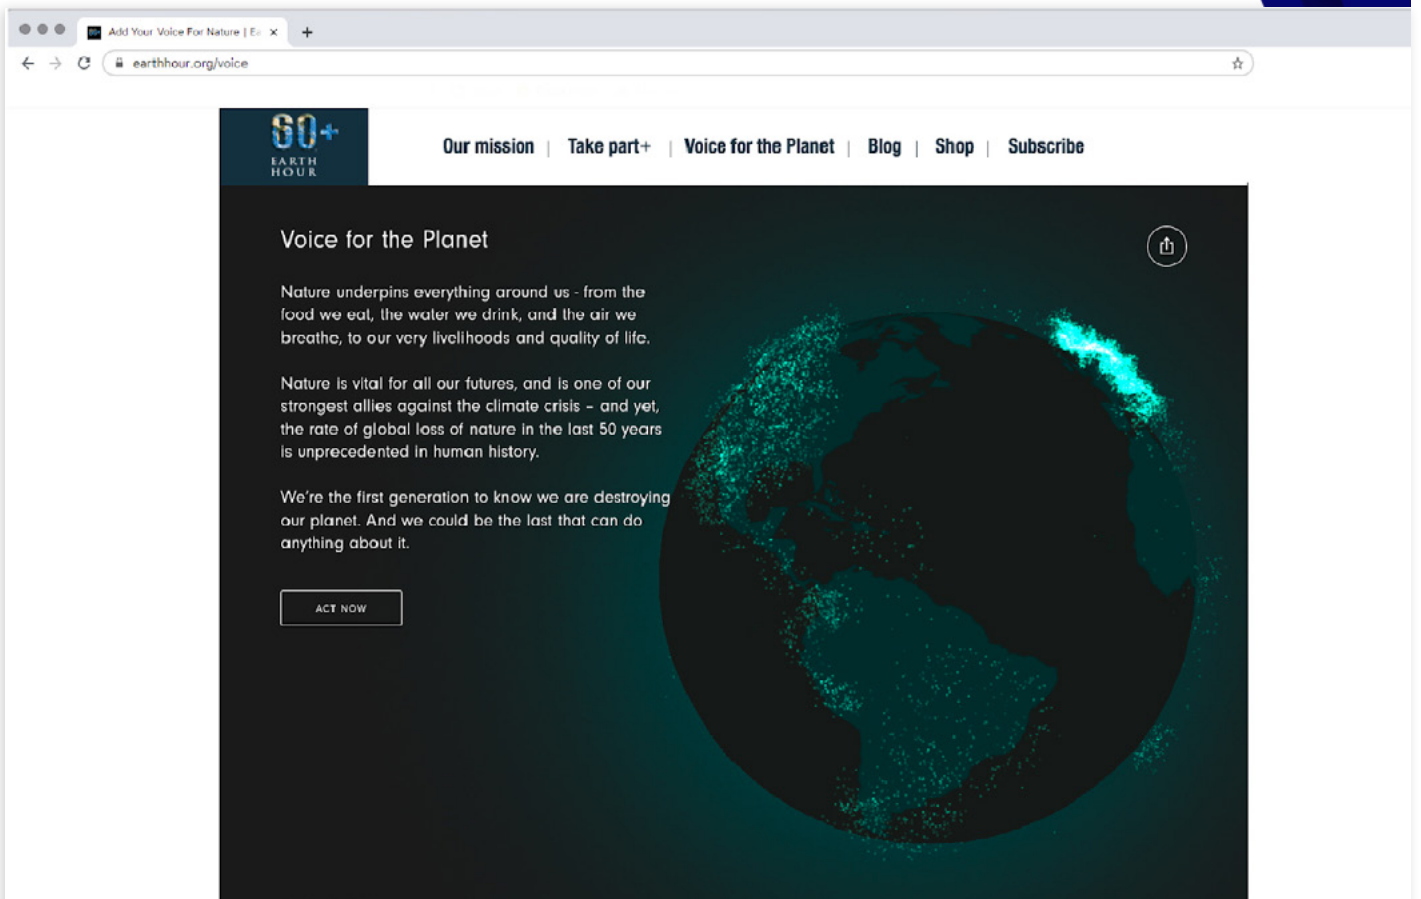 Add Your Voice For Nature | Ea
earthhour.org/voice
60+
EARTH
HOUR
Our mission | Take part+ | Voice for the Planet | Blog | Shop | Subscribe
Voice for the Planet
Nature underpins everything around us - from the
food we eat, the water we drink, and the air we
breathe, to our very livelihoods and quality of life.
Nature is vital for all our futures, and is one of our
strongest allies against the climate crisis – and yet,
the rate of global loss of nature in the last 50 years
is unprecedented in human history.
We're the first generation to know we are destroying
our planet. And we could be the last that can do
anything about it.
ACT NOW